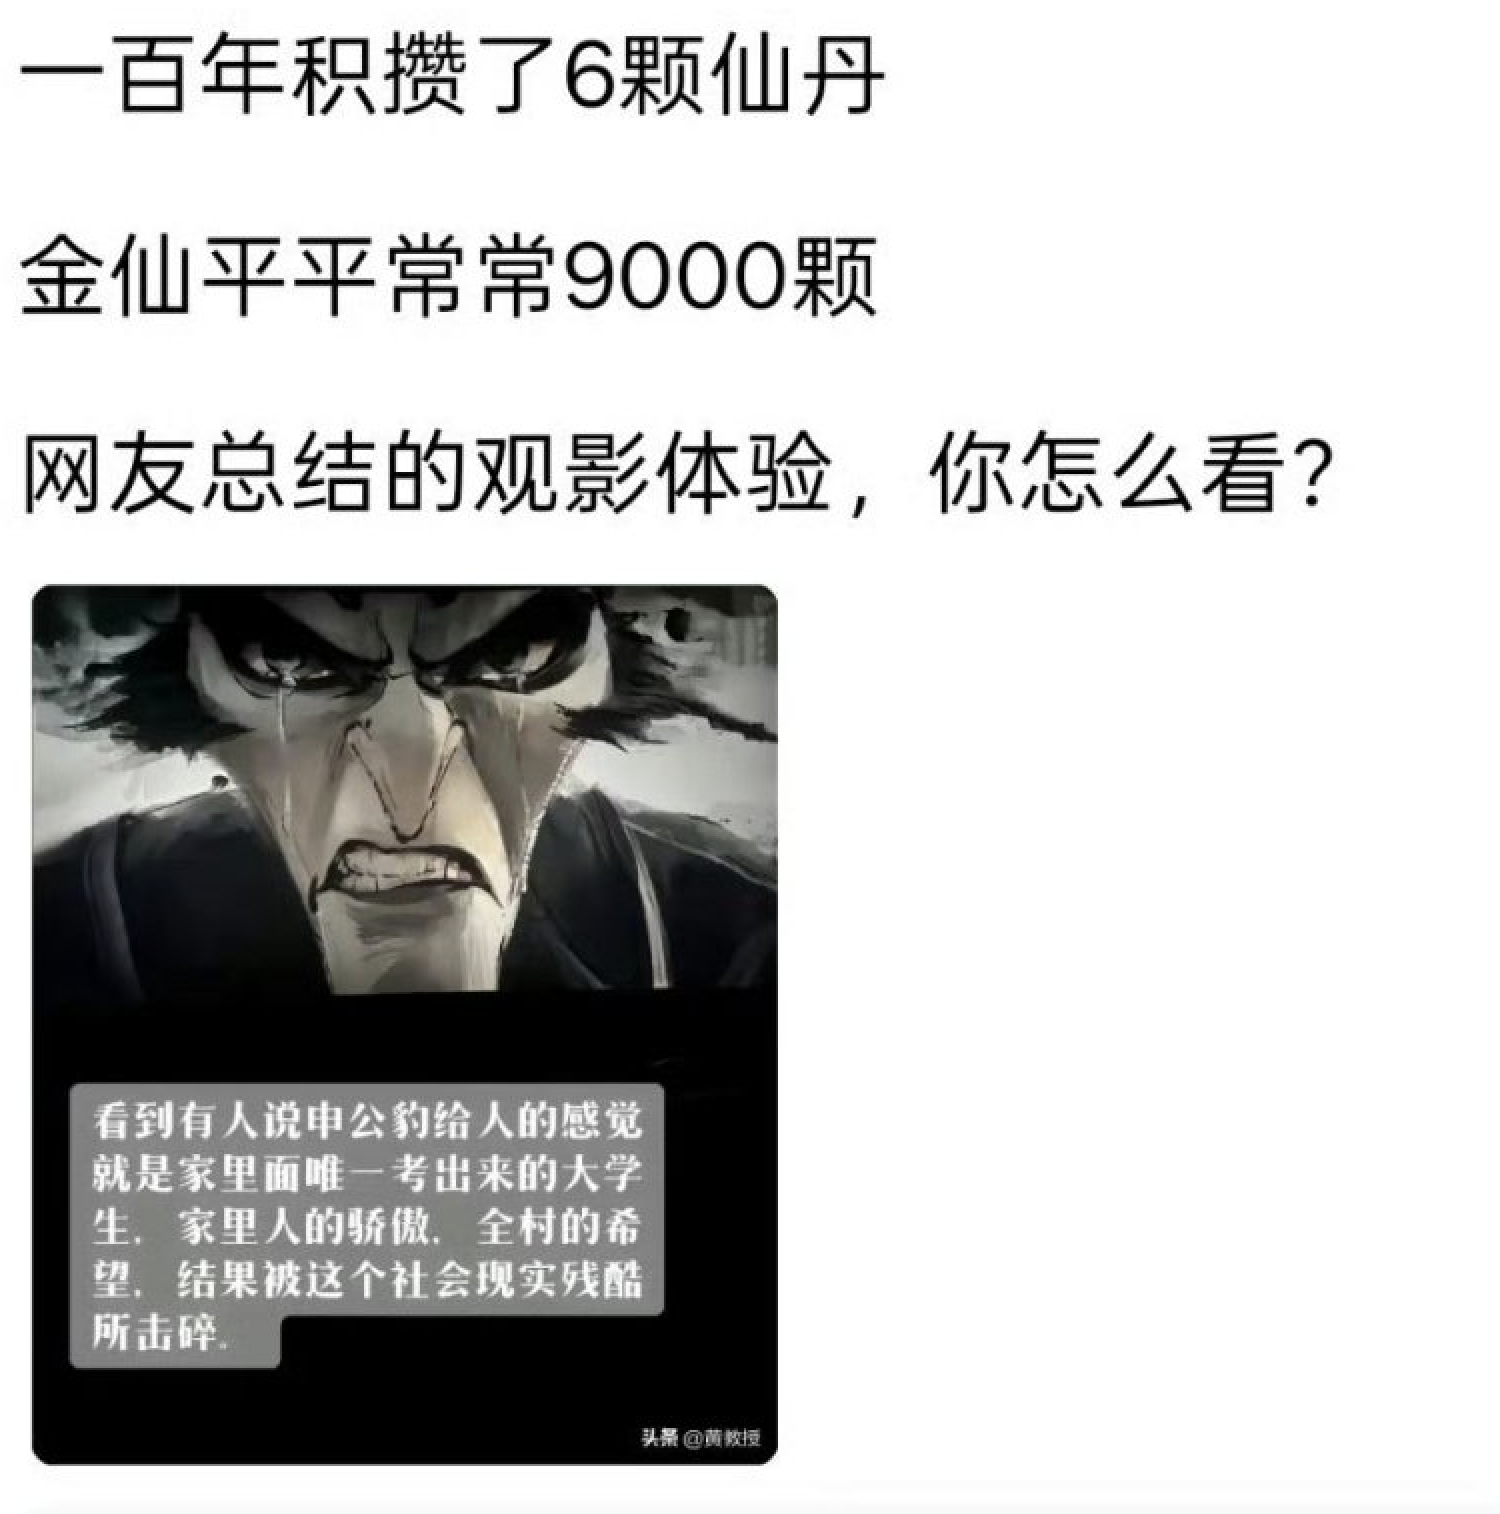 一百年积攒了6颗仙丹
金仙平平常常9000颗
网友总结的观影体验，你怎么看？
看到有人说申公豹给人的感觉
就是家里面唯一考出来的大学
生，家里人的骄傲，全村的希
望，结果被这个社会现实残酷
所击碎。
头条 @黄教授